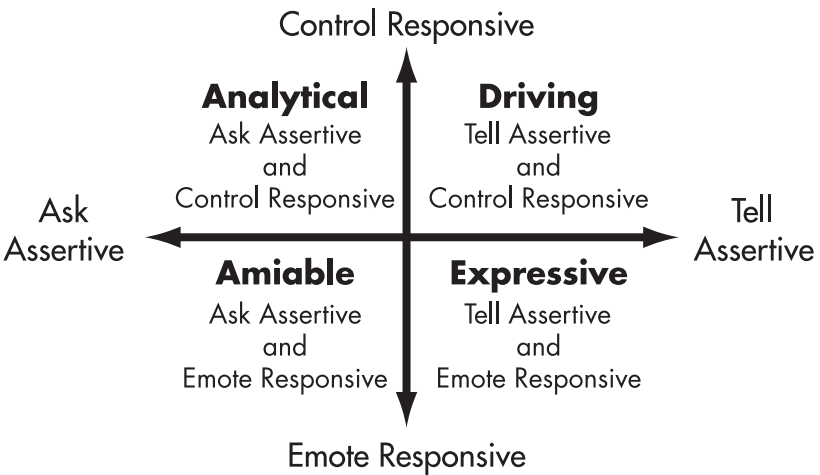 Control Responsive
Analytical
Ask Assertive
and
Control Responsive
Driving
Tell Assertive
and
Control Responsive
Ask
Assertive
Tell
Assertive
Amiable
Ask Assertive
and
Emote Responsive
Expressive
Tell Assertive
and
Emote Responsive
Emote Responsive